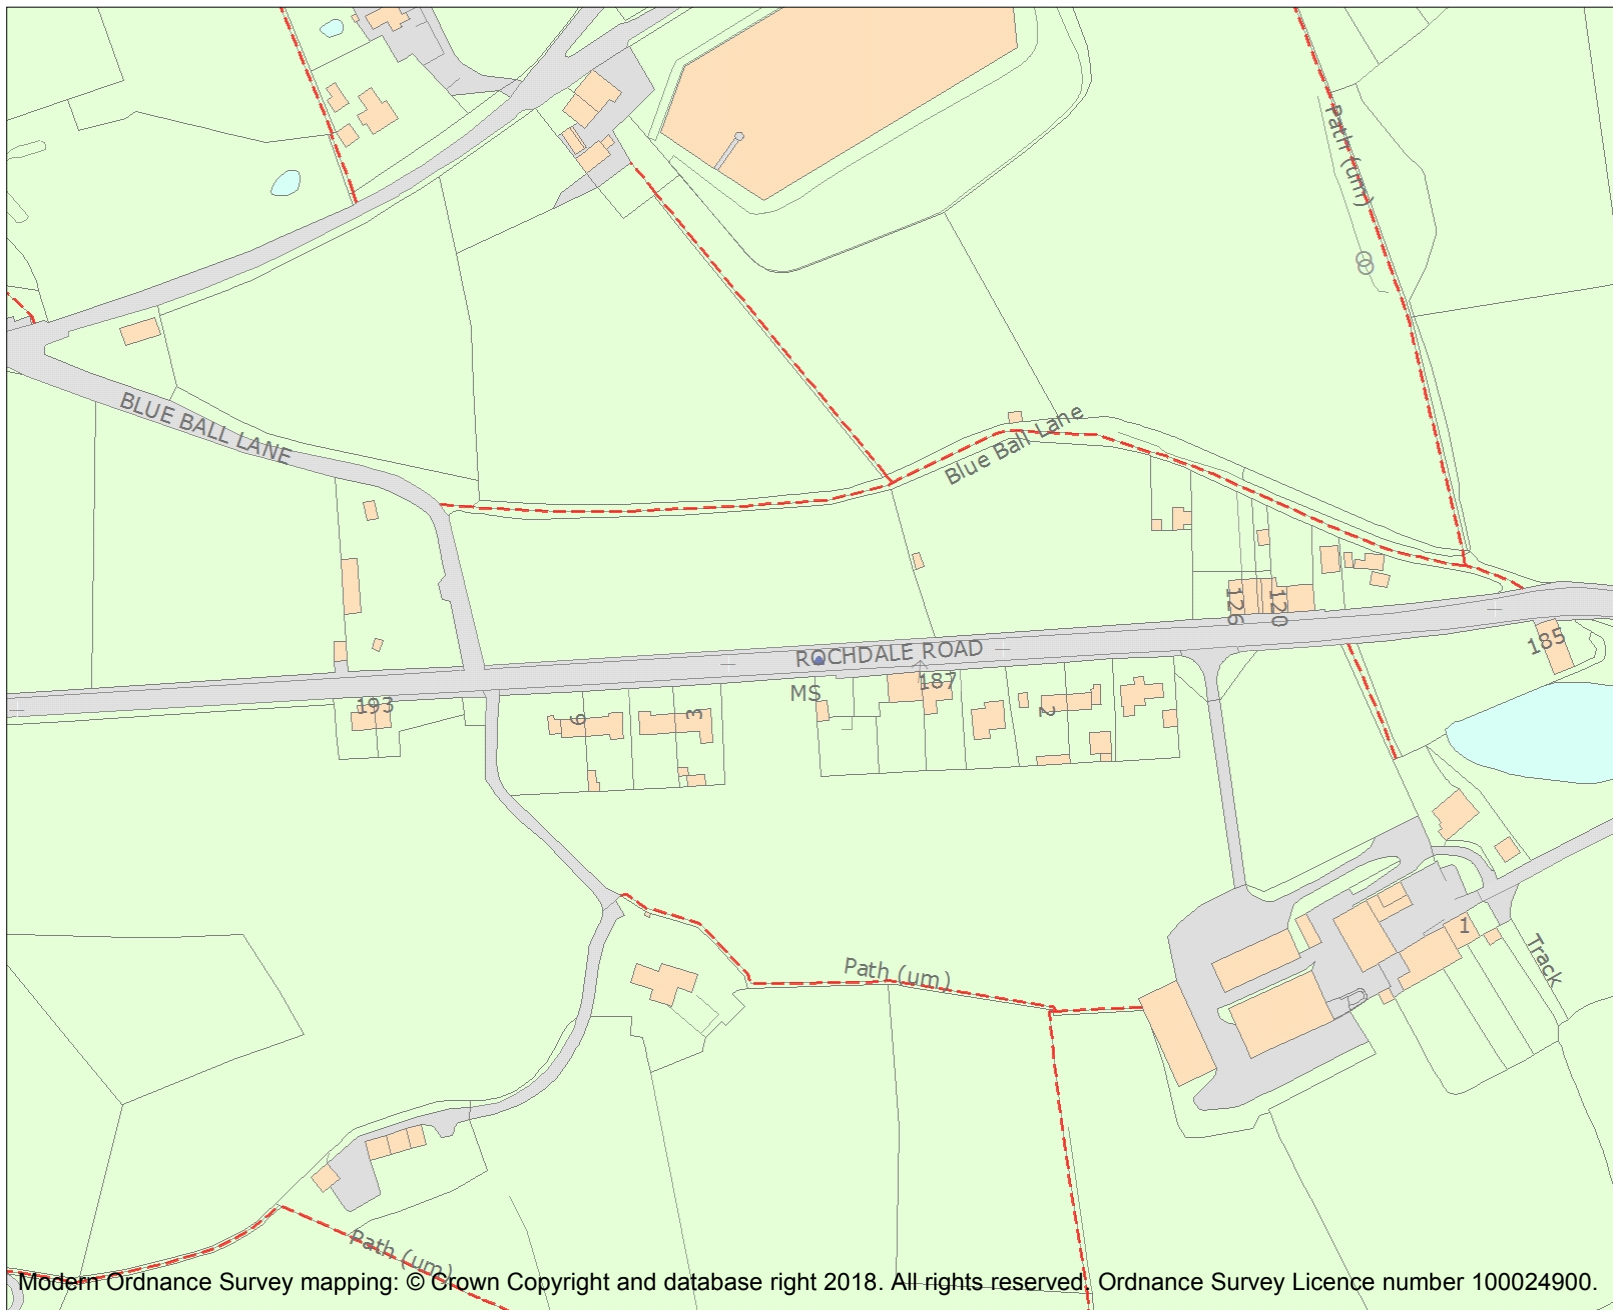 Path (um)
BLUE BALL LANE
Blue Ball Lane
126
120
ROCHDALE ROAD
185
MS
187
193
9
3
2
1
Track
Path (um)
Path (um)
Modern Ordnance Survey mapping: © Crown Copyright and database right 2018. All rights reserved. Ordnance Survey Licence number 100024900.